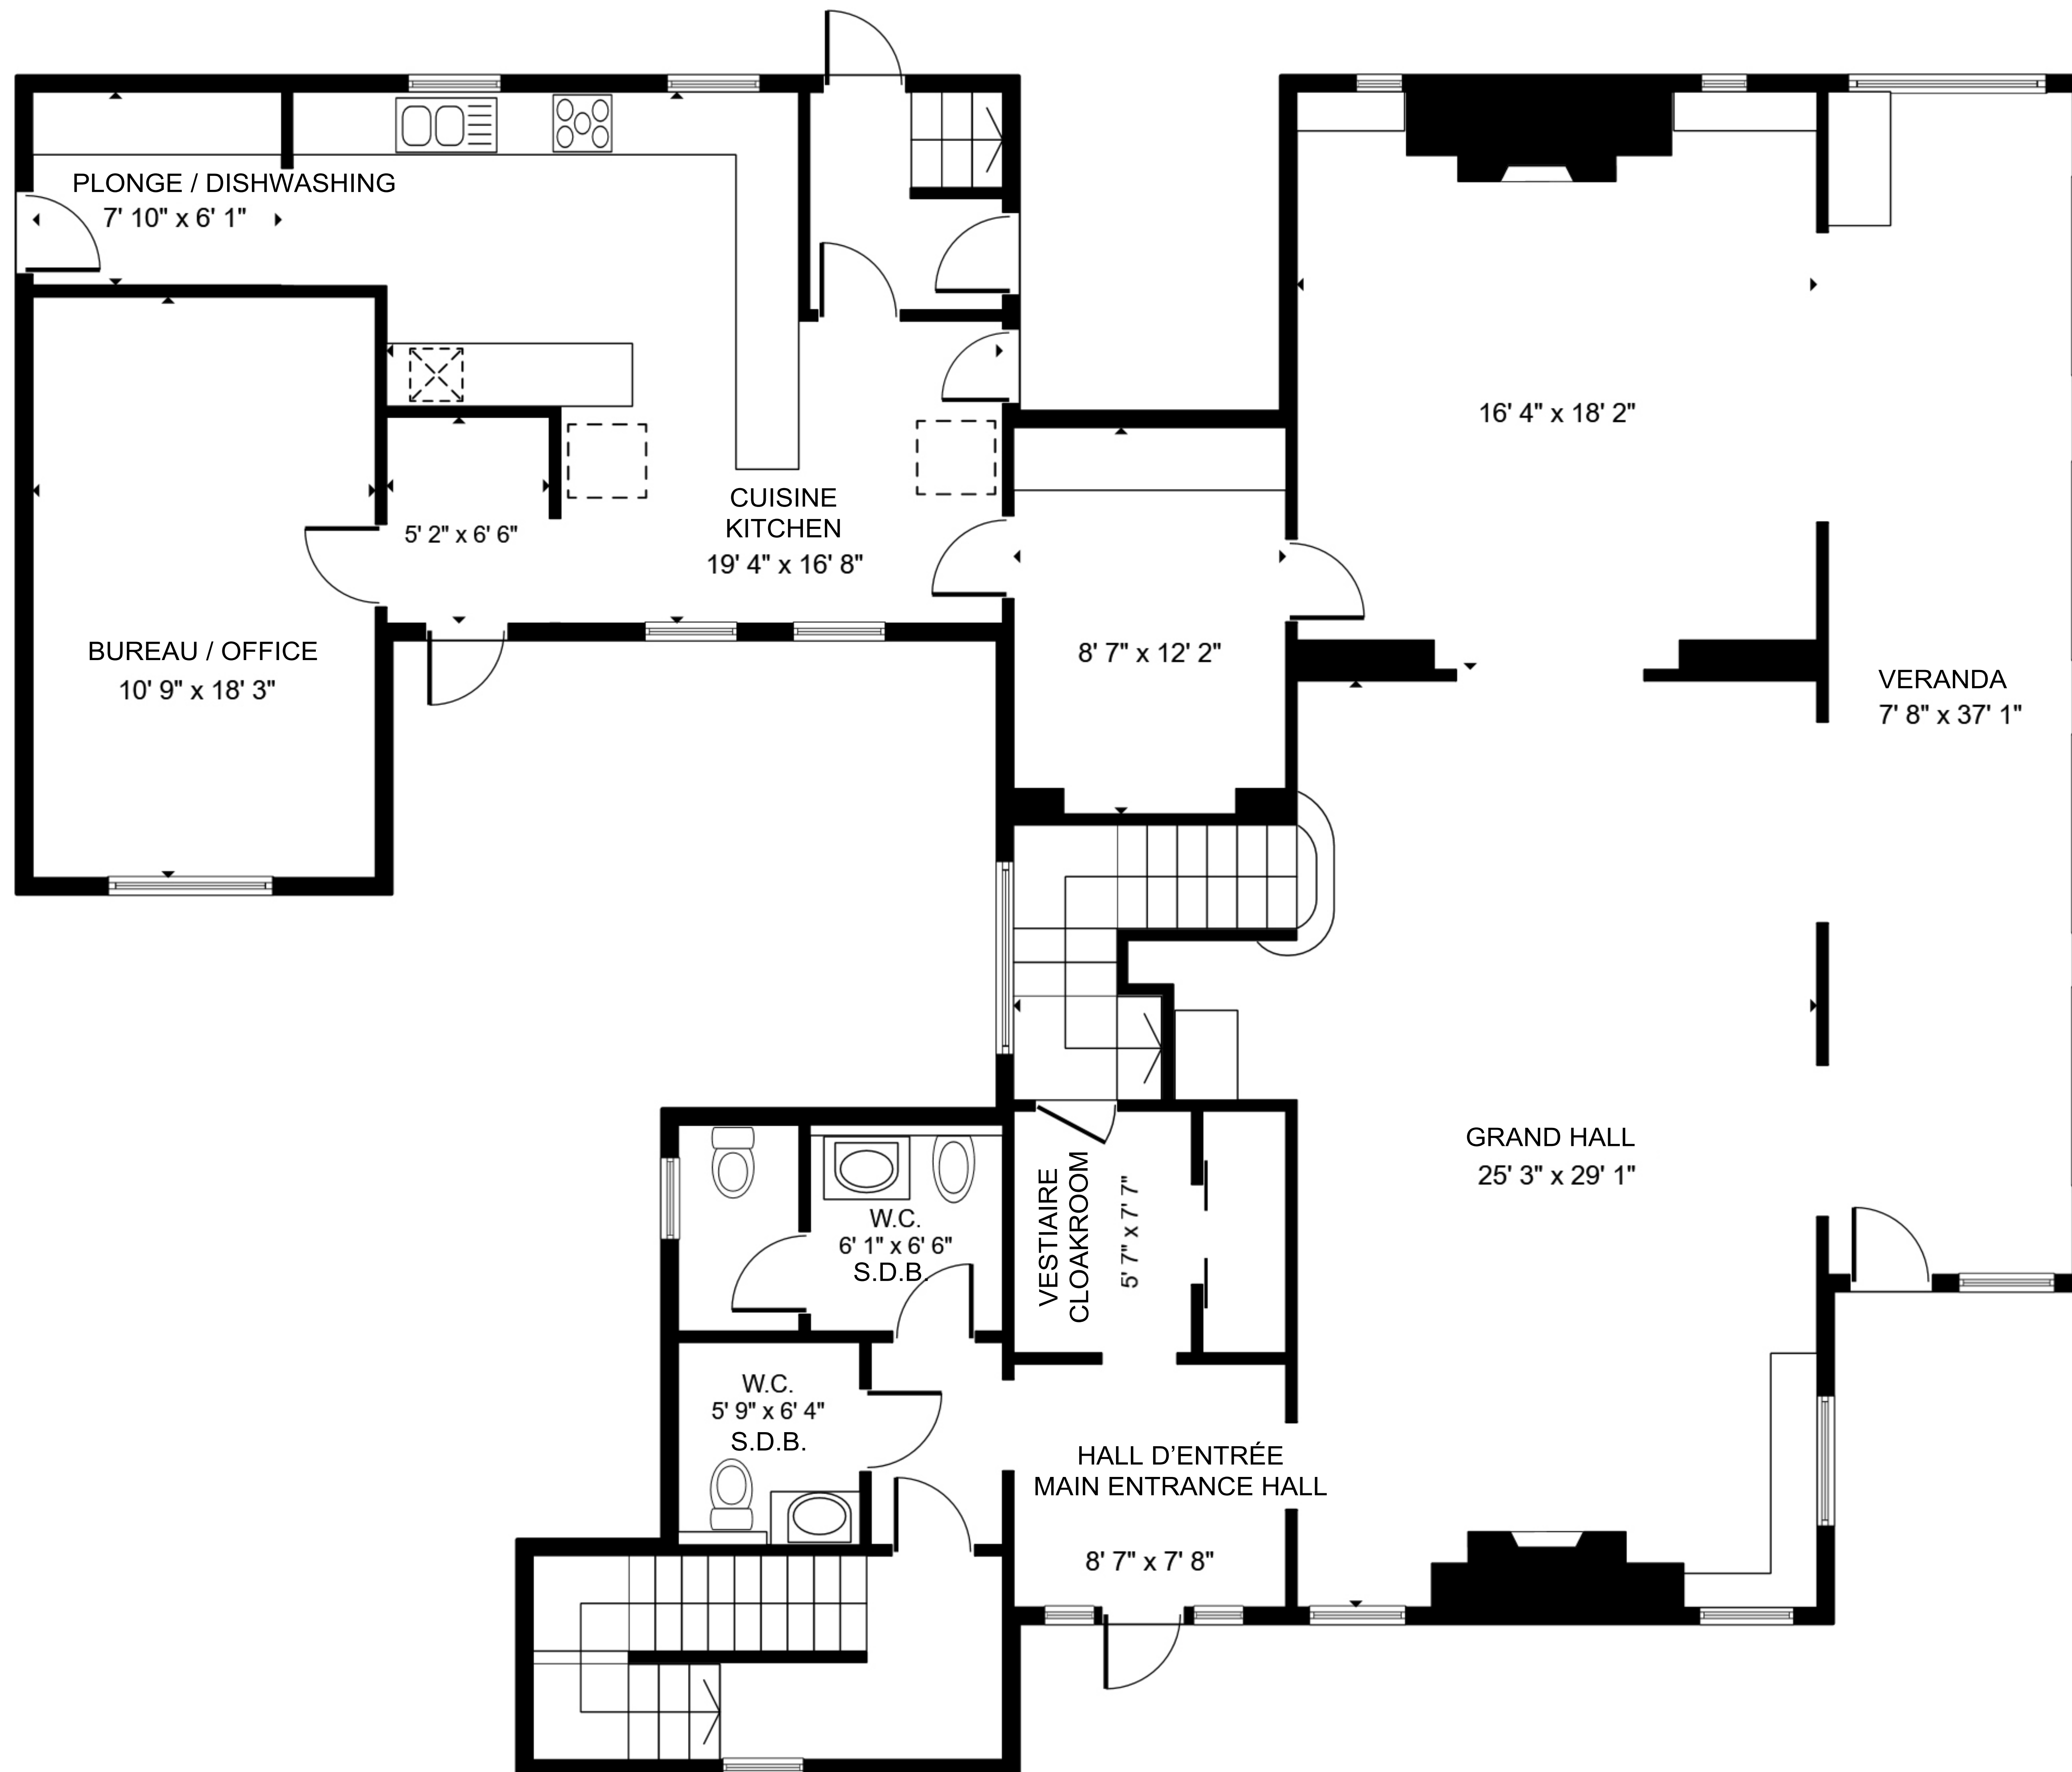 PLONGE / DISHWASHING
7' 10" x 6' 1"
16' 4" x 18' 2"
CUISINE
KITCHEN
19' 4" x 16' 8"
5' 2" x 6' 6"
BUREAU / OFFICE
10' 9" x 18' 3"
8' 7" x 12' 2"
VERANDA
7' 8" x 37' 1"
GRAND HALL
25' 3" x 29' 1"
W.C.
6' 1" x 6' 6"
S.D.B.
VESTIAIRE
CLOAKROOM
5' 7" x 7' 7"
W.C.
5' 9" x 6' 4"
S.D.B.
HALL D'ENTRÉE
MAIN ENTRANCE HALL
8' 7" x 7' 8"